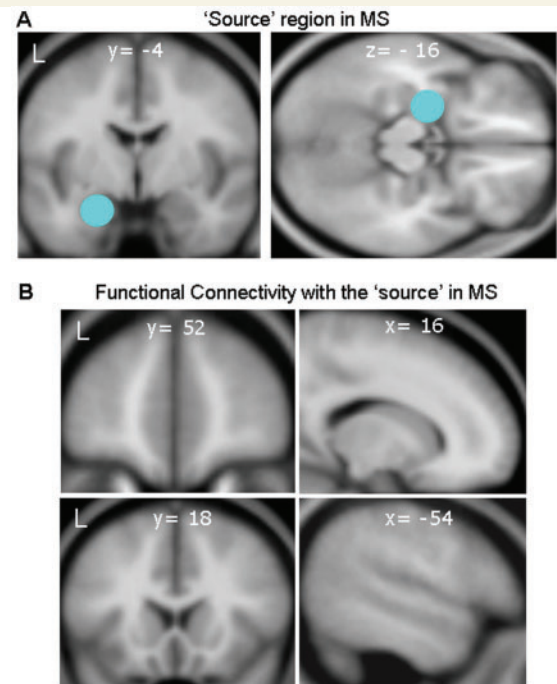 A 'Source' region in MS
L y= -4 z= - 16
B Functional Connectivity with the 'source' in MS
L y= 52 x= 16
L y= 18 x= -54